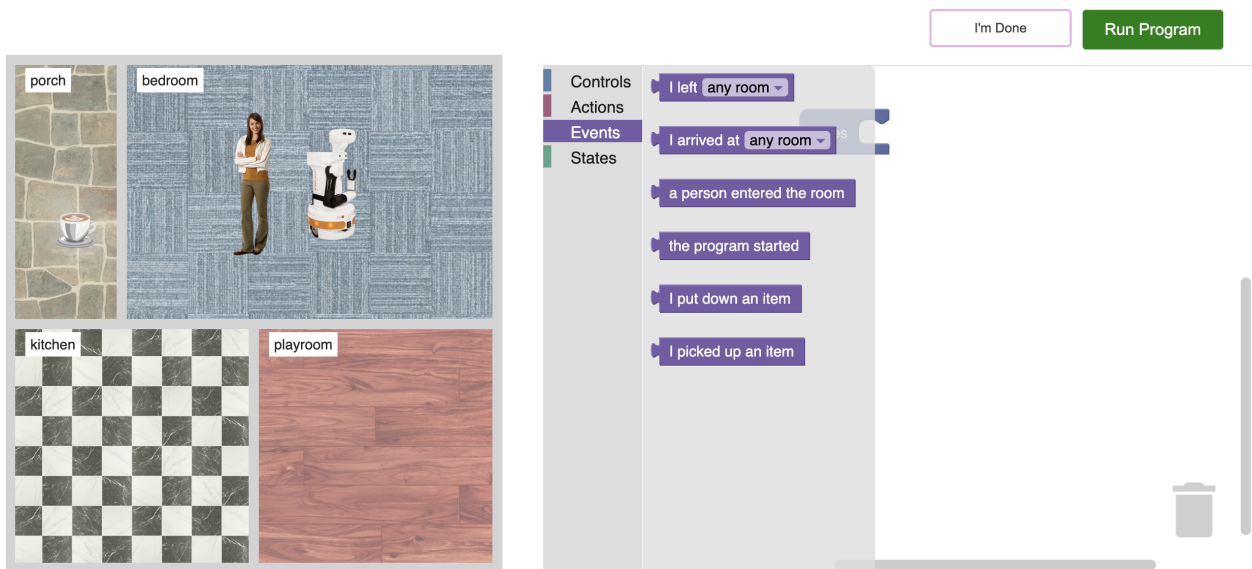 I'm Done
Run Program
porch
bedroom
kitchen
playroom
Controls
Actions
Events
States
I left any room
I arrived at any room
a person entered the room
the program started
I put down an item
I picked up an item